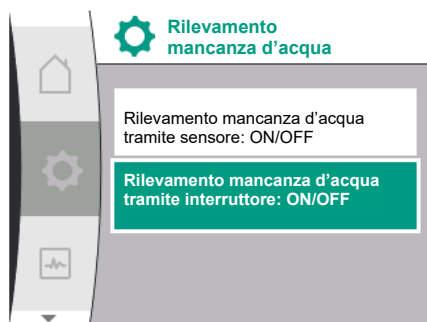 Rilevamento
mancanza d’acqua
Rilevamento mancanza d’acqua
tramite sensore: ON/OFF
Rilevamento mancanza d’acqua
tramite interruttore: ON/OFF